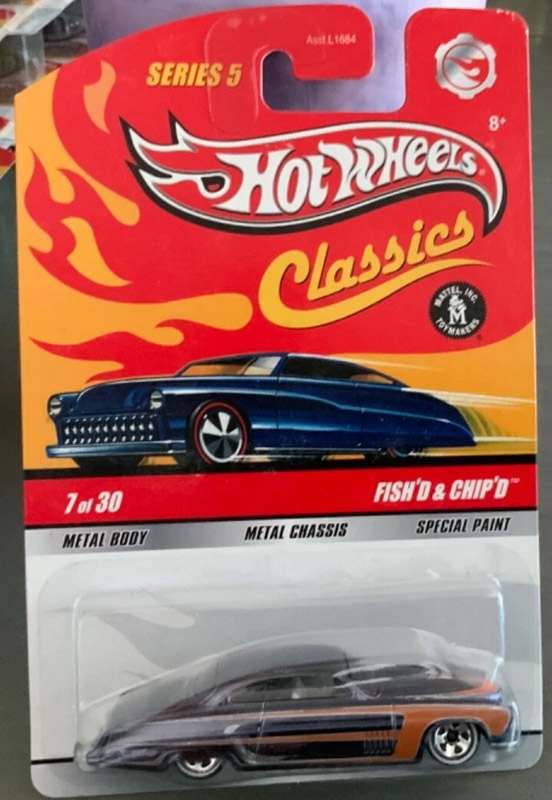 Asst.L1684
SERIES 5
8+
Hot Wheels
Classics
MATTEL, INC.
M
TOYMAKERS
®
7 of 30
FISH'D & CHIP'D™
METAL BODY
METAL CHASSIS
SPECIAL PAINT